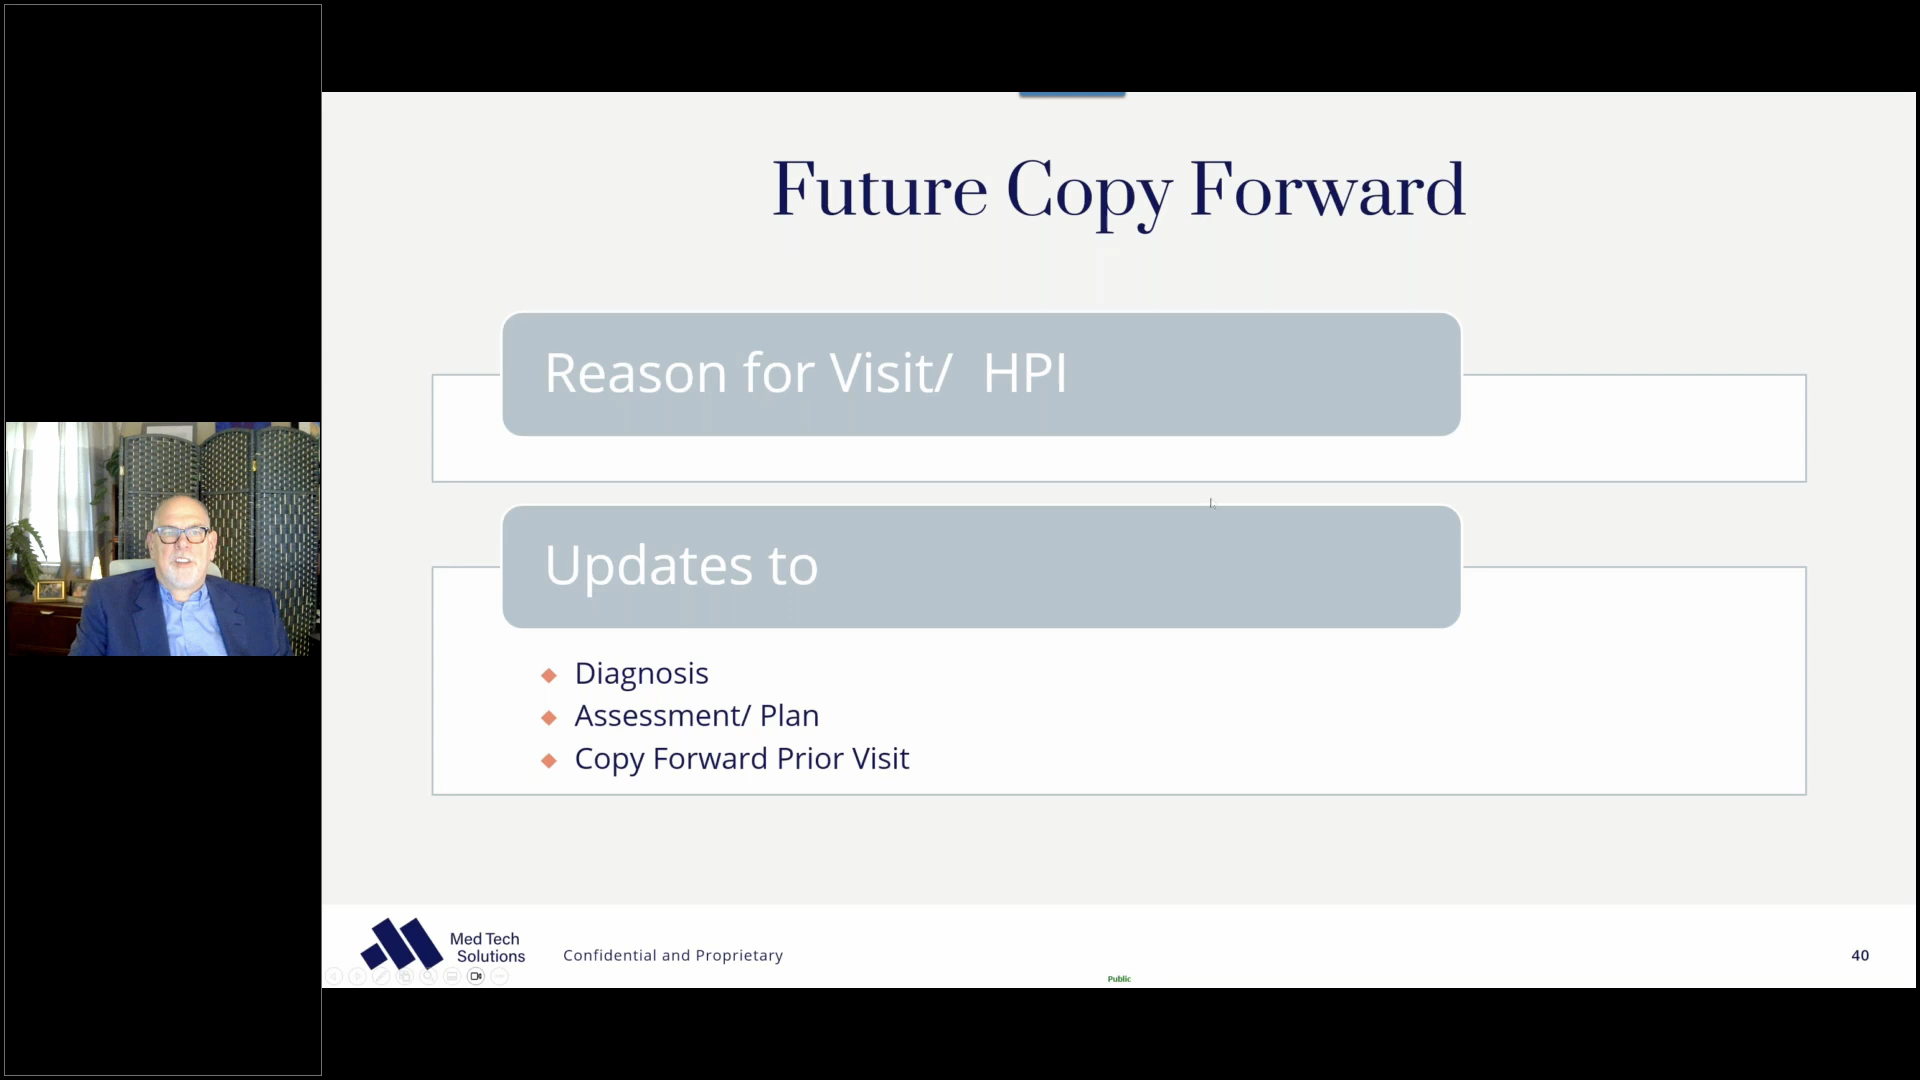 Future Copy Forward
Reason for Visit/  HPI
Updates to
Diagnosis
Assessment/ Plan
Copy Forward Prior Visit
Med Tech
Solutions
Confidential and Proprietary
40
Public